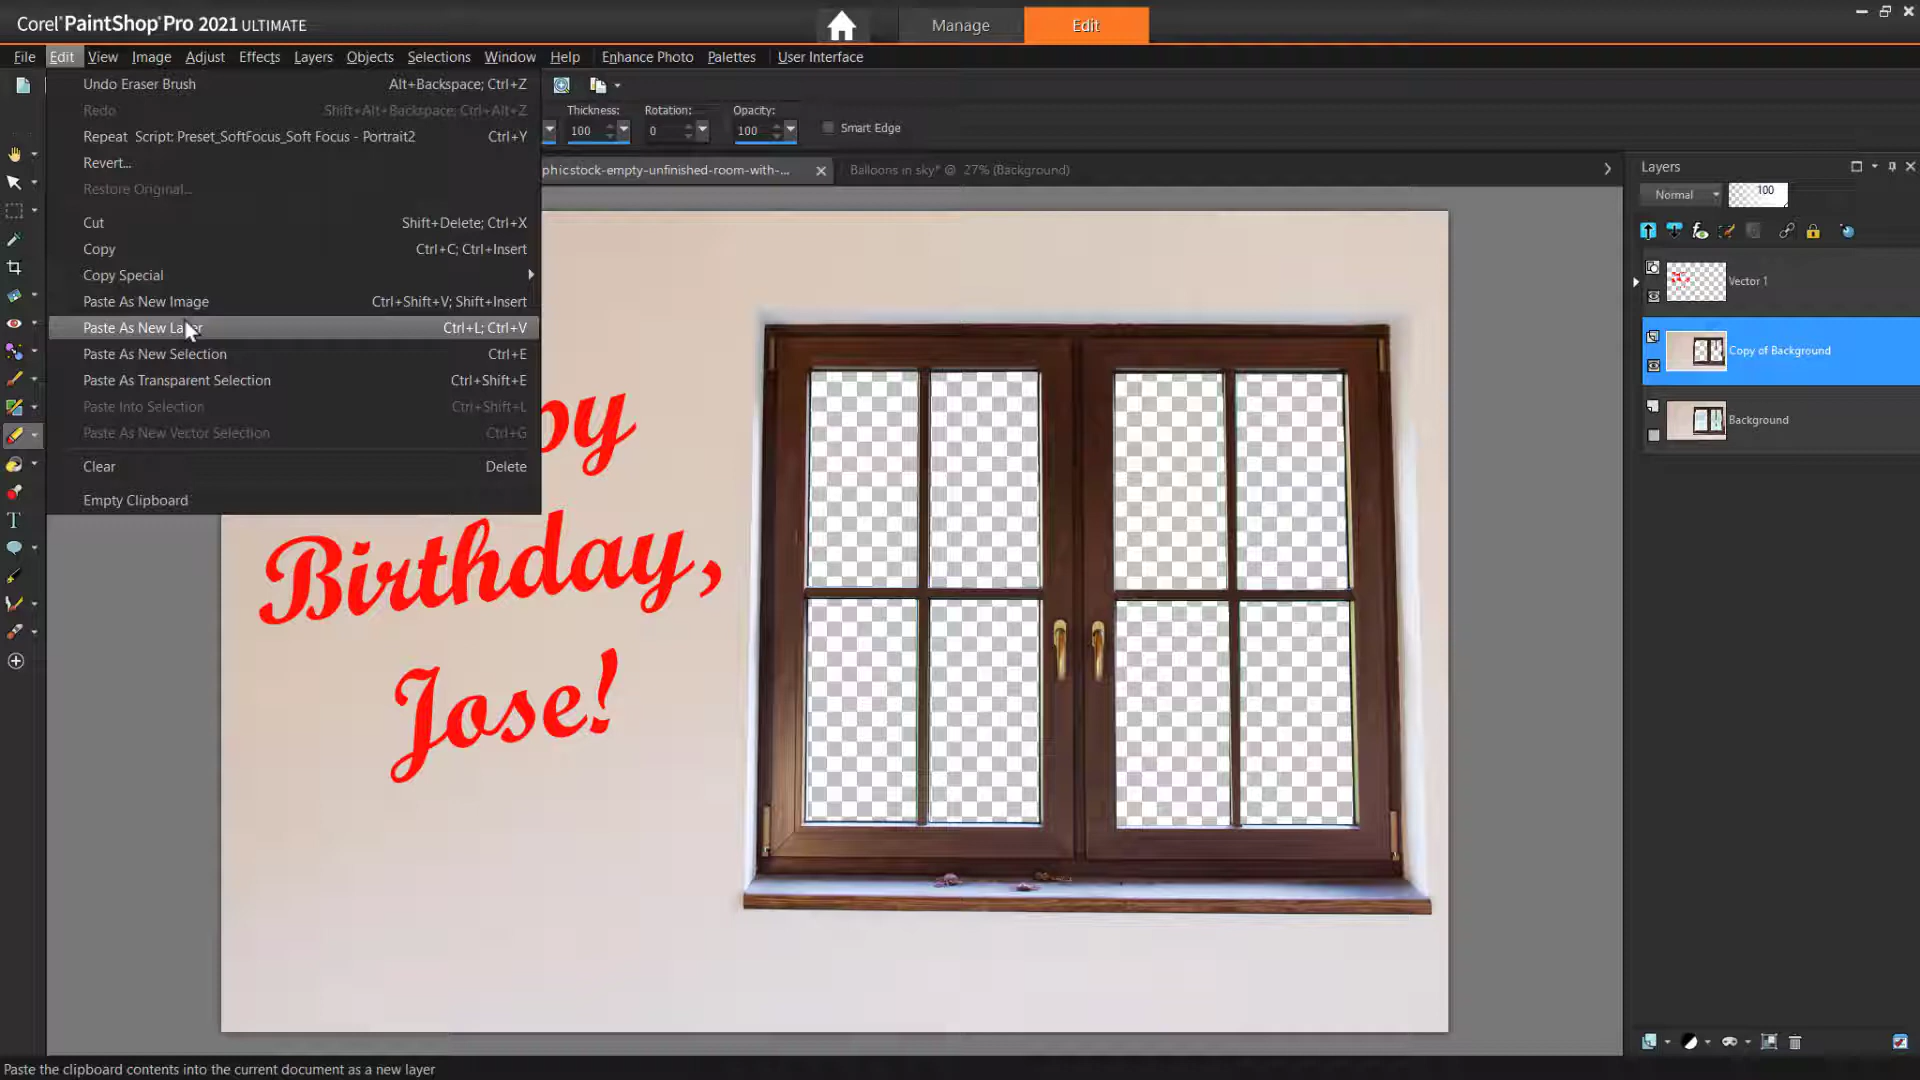 Corel PaintShop Pro 2021 ULTIMATE
Manage
Edit
File Edit View Image Adjust Effects Layers Objects Selections Window Help Enhance Photo Palettes User Interface
Undo Eraser Brush Alt+Backspace; Ctrl+Z
Redo Shift+Alt+Backspace; Ctrl+Alt+Z
Repeat Script: Preset_SoftFocus_Soft Focus - Portrait2 Ctrl+Y
Revert...
Restore Original...
Cut Shift+Delete; Ctrl+X
Copy Ctrl+C; Ctrl+Insert
Copy Special
Paste As New Image Ctrl+Shift+V; Shift+Insert
Paste As New Layer Ctrl+L; Ctrl+V
Paste As New Selection Ctrl+E
Paste As Transparent Selection Ctrl+Shift+E
Paste Into Selection Ctrl+Shift+L
Paste As New Vector Selection Ctrl+G
Clear Delete
Empty Clipboard
Thickness: Rotation: Opacity:
100 0 100 Smart Edge
phicstock-empty-unfinished-room-with-... Balloons in sky* @ 27% (Background)
Birthday,
Jose!
Layers
Normal 100
Vector 1
Copy of Background
Background
Paste the clipboard contents into the current document as a new layer